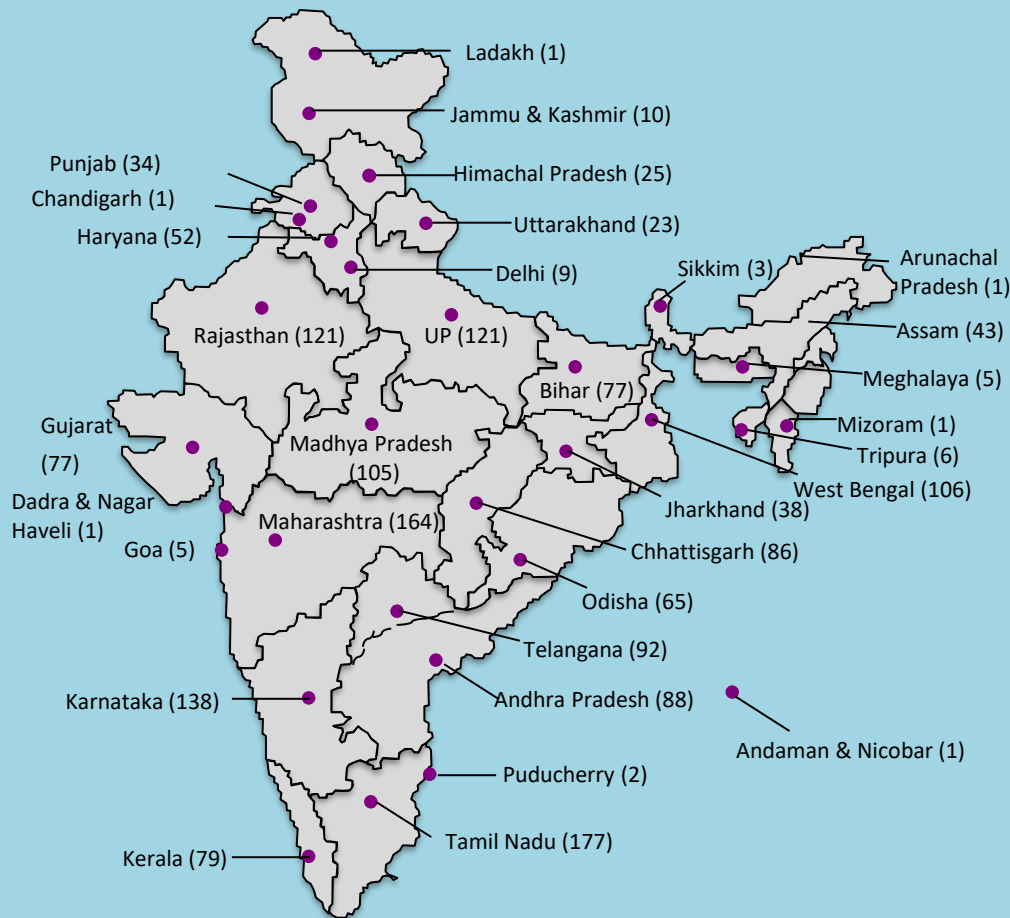 Ladakh (1)
Jammu & Kashmir (10)
Punjab (34)
Himachal Pradesh (25)
Chandigarh (1)
Uttarakhand (23)
Haryana (52)
Delhi (9)
Sikkim (3)
Arunachal
Pradesh (1)
Rajasthan (121)
UP (121)
Assam (43)
Bihar (77)
Meghalaya (5)
Gujarat
(77)
Madhya Pradesh
(105)
Mizoram (1)
Tripura (6)
West Bengal (106)
Dadra & Nagar
Haveli (1)
Maharashtra (164)
Jharkhand (38)
Goa (5)
Chhattisgarh (86)
Odisha (65)
Telangana (92)
Karnataka (138)
Andhra Pradesh (88)
Andaman & Nicobar (1)
Puducherry (2)
Tamil Nadu (177)
Kerala (79)